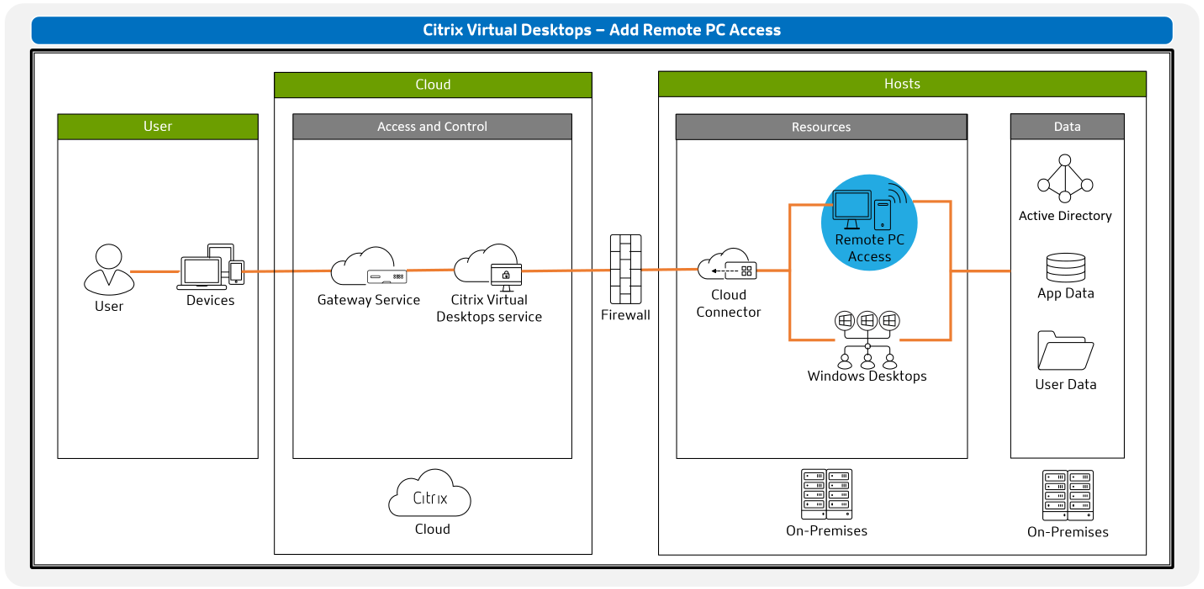 Citrix Virtual Desktops – Add Remote PC Access
Cloud
Hosts
User
Access and Control
Resources
Data
User
Devices
Gateway Service
Citrix Virtual
Desktops service
Firewall
Cloud
Connector
Remote PC
Access
Windows Desktops
Active Directory
App Data
User Data
Citrix
Cloud
On-Premises
On-Premises